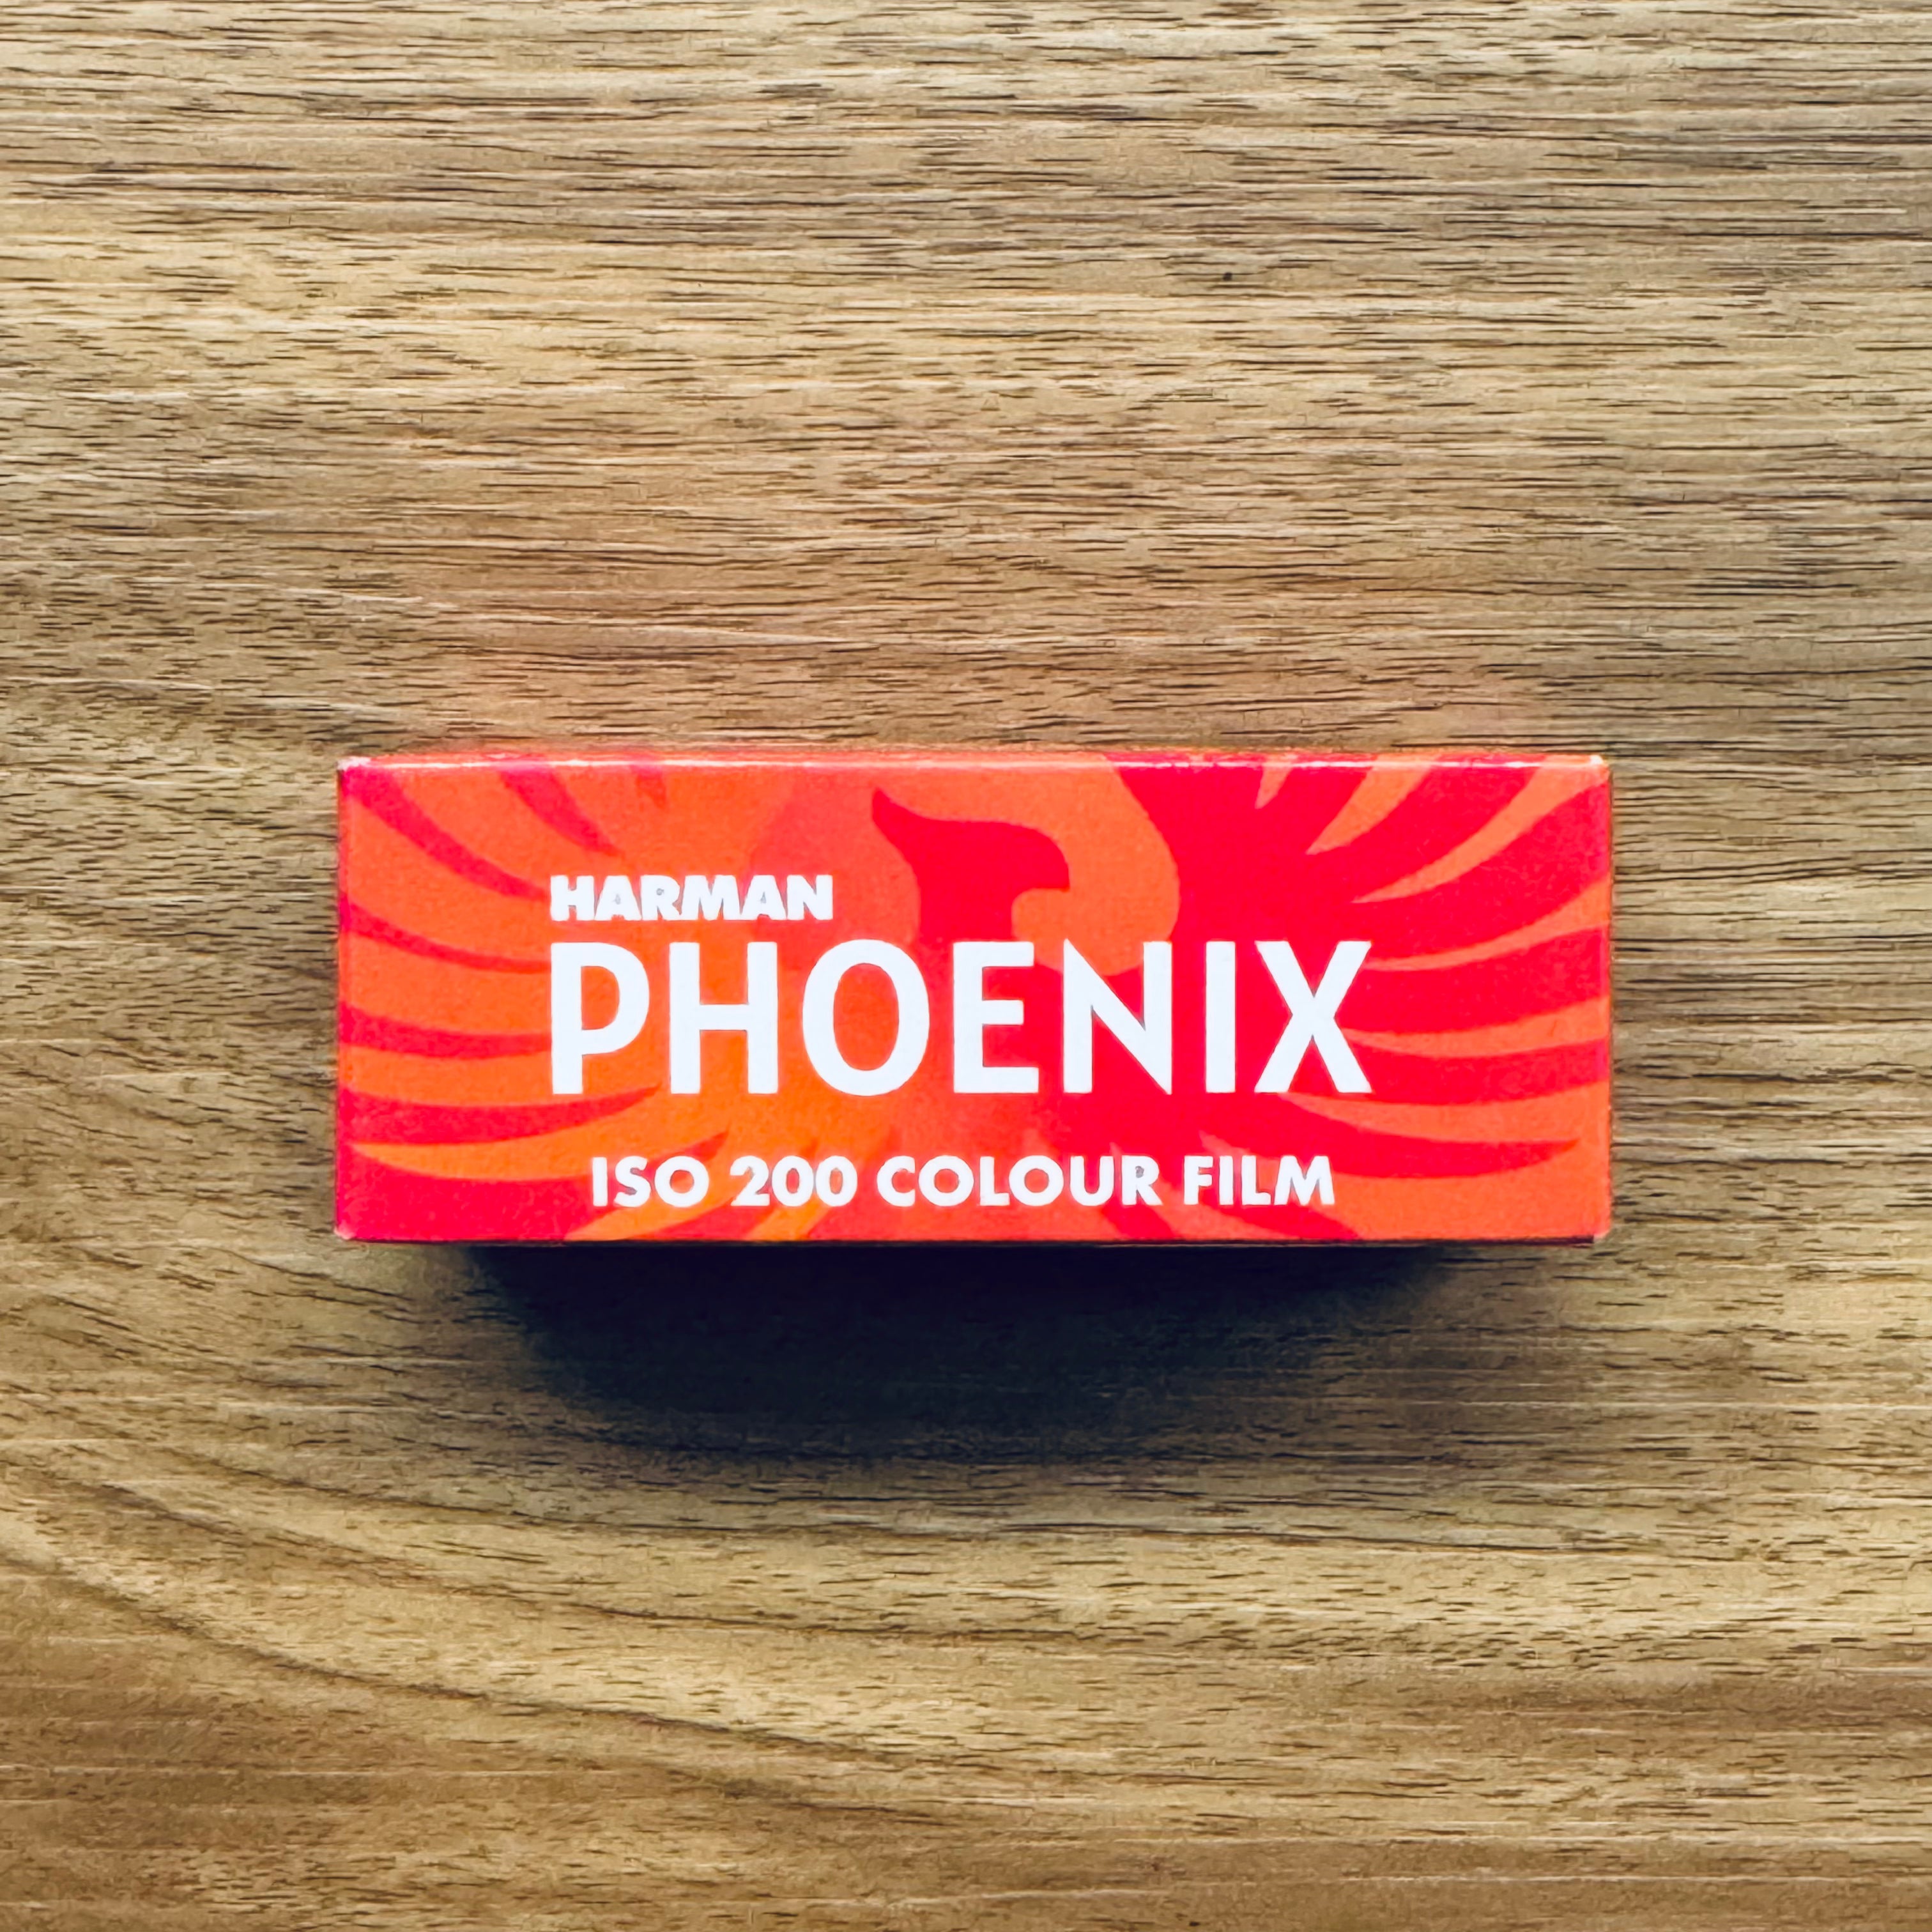 HARMAN
PHOENIX
ISO 200 COLOUR FILM